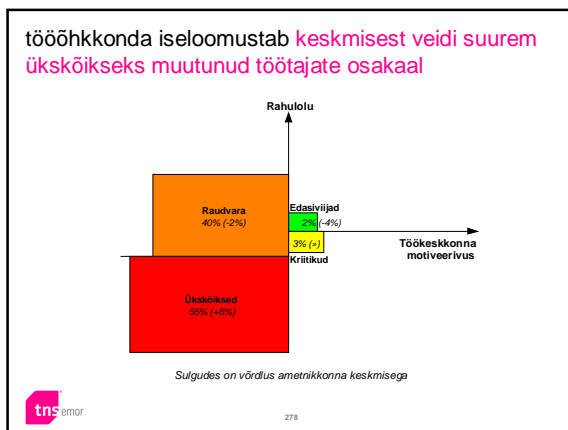 tööõhkkonda iseloomustab keskmisest veidi suurem
ükskõikseks muutunud töötajate osakaal
Rahulolu
Raudvara
40% (-2%)
Edasiviijad
2% (-4%)
3% (»)
Kriitikud
Töökeskkonna
motiveerivus
Ükskõiksed
55% (+6%)
Sulgudes on võrdlus ametnikkonna keskmisega
tns emor
278